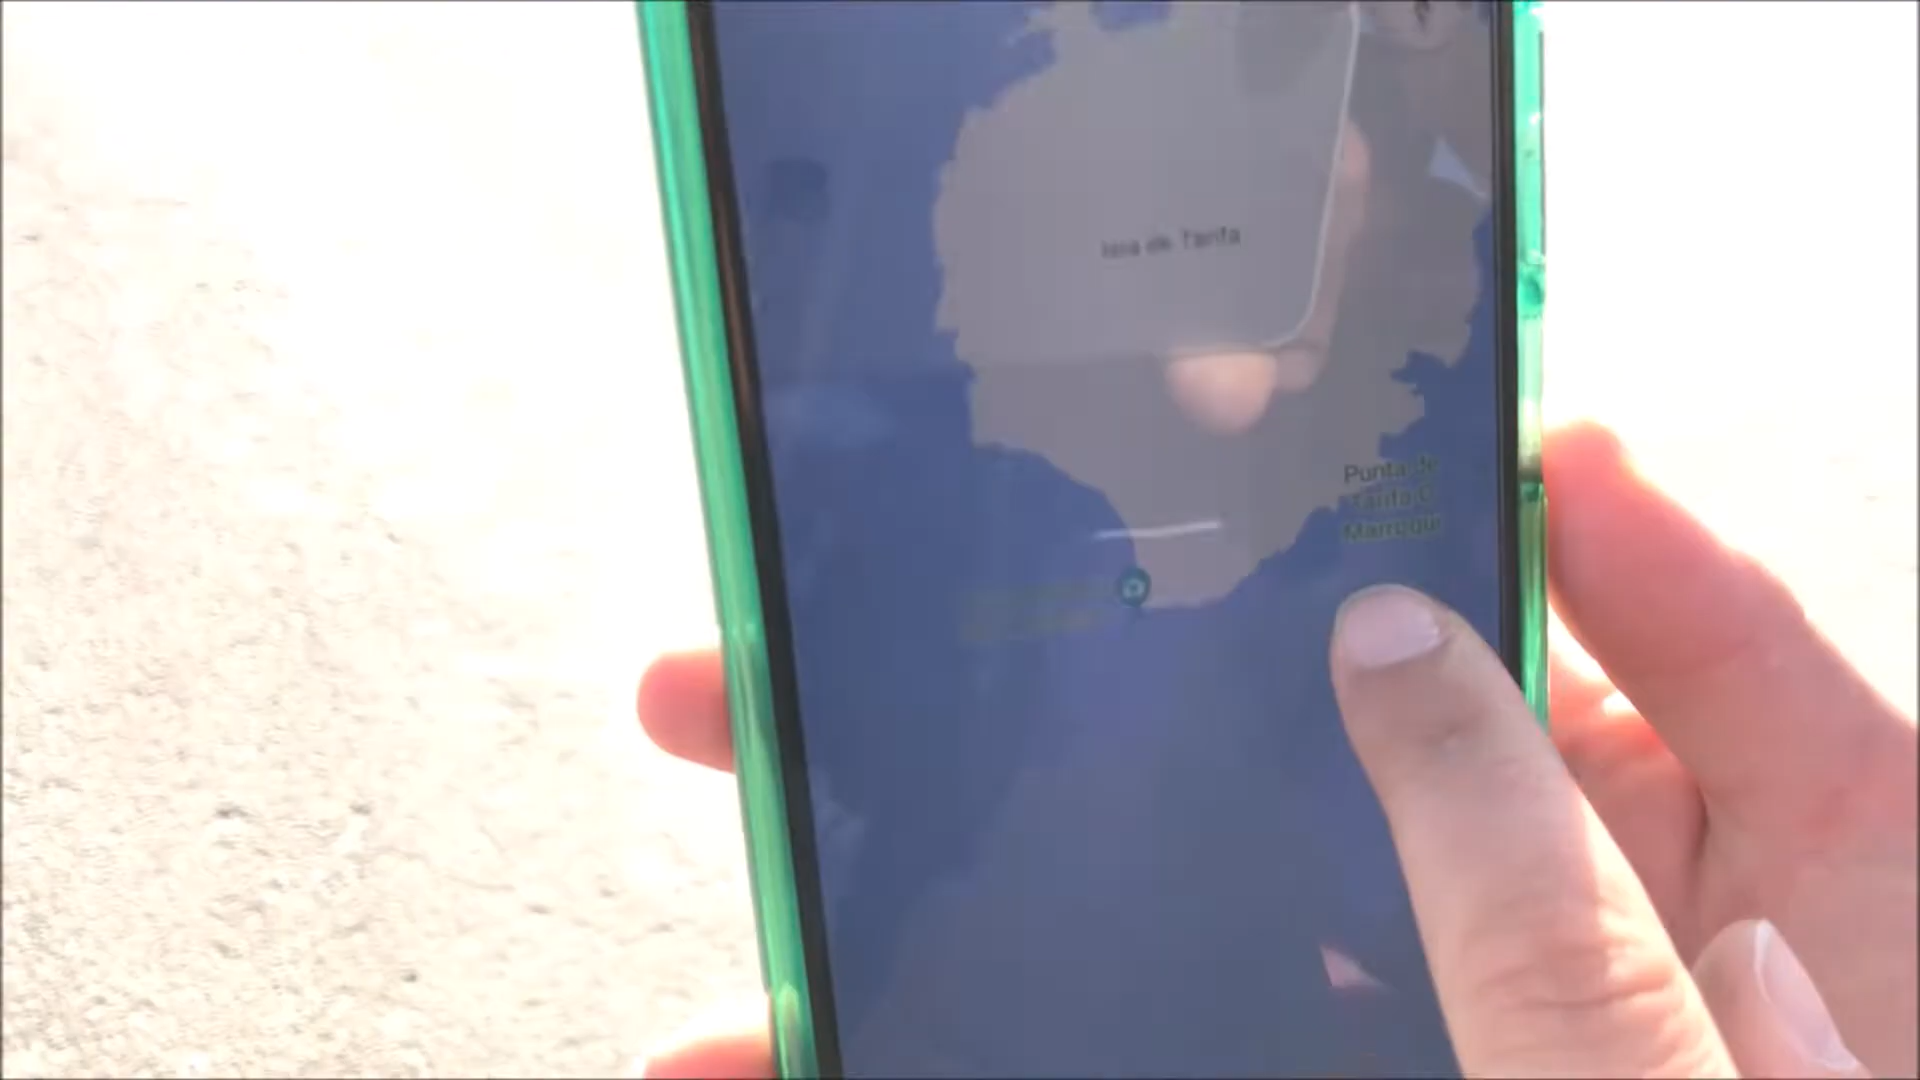 Isla de Tarifa
Punta de
Tarifa O
Marroquí